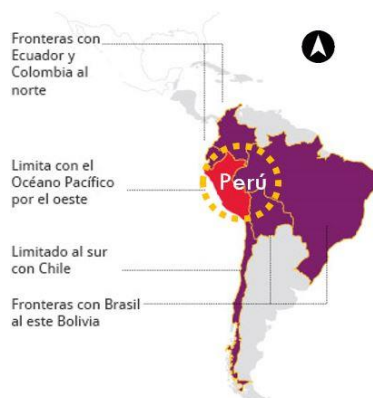 Fronteras con
Ecuador y
Colombia al
norte
Limita con el
Océano Pacífico
por el oeste
Perú
Limitado al sur
con Chile
Fronteras con Brasil
al este Bolivia